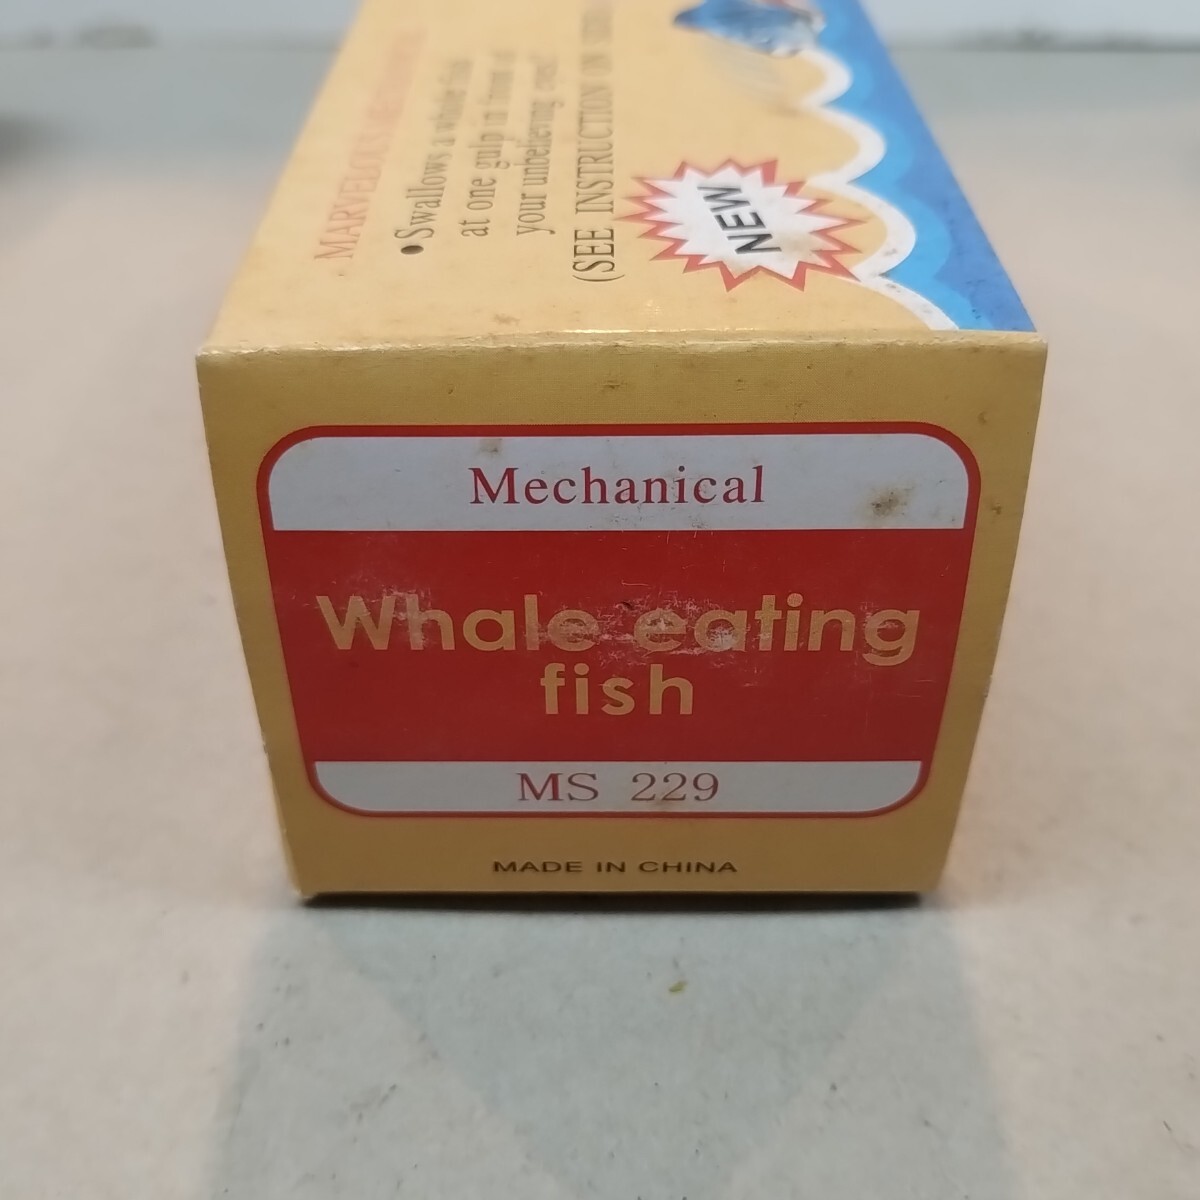 MARVELOUS
• Swallows a whole fish
at one gulp in front of
your unbelieving eyes!
(SEE INSTRUCTION ON
NEW
Mechanical
Whale eating
fish
MS 229
MADE IN CHINA